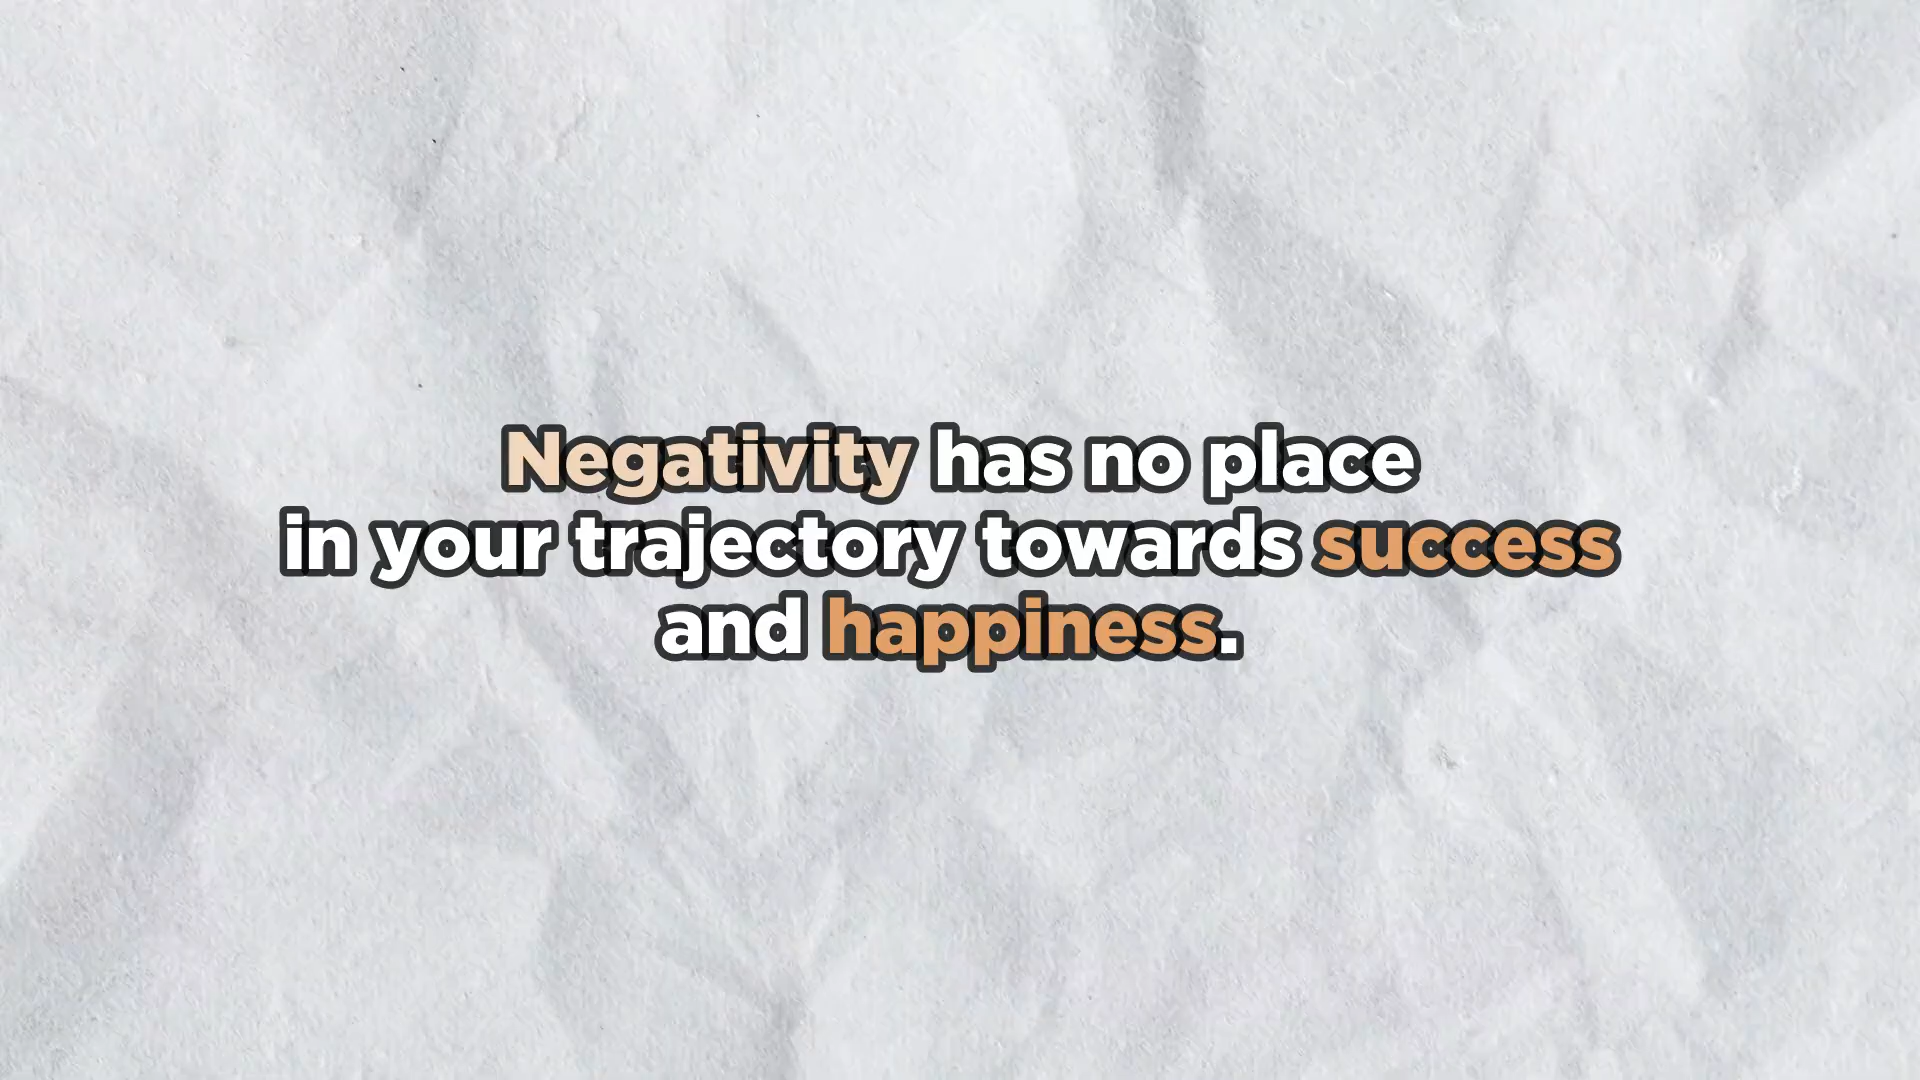 Negativity has no place
in your trajectory towards success
and happiness.